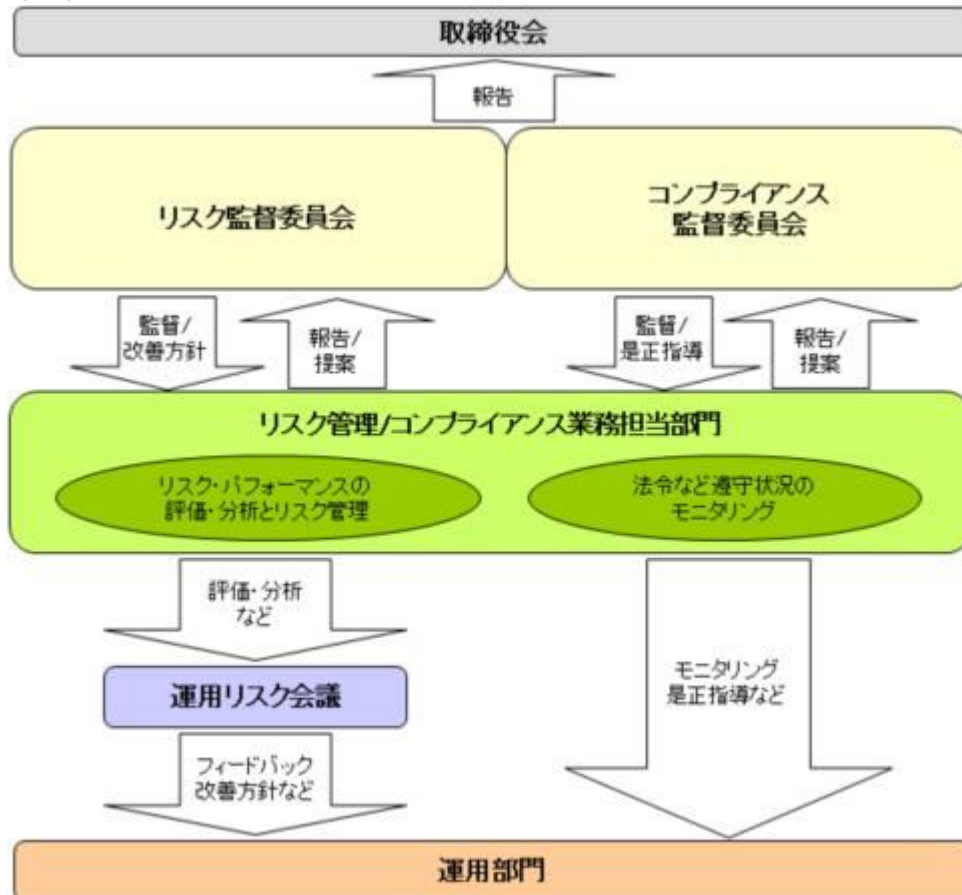 取締役会
報告
リスク監督委員会
コンプライアンス
監督委員会
監督/
改善方針
報告/
提案
監督/
是正指導
報告/
提案
リスク管理/コンプライアンス業務担当部門
リスク・パフォーマンスの
評価・分析とリスク管理
法令など遵守状況の
モニタリング
評価・分析
など
運用リスク会議
モニタリング
是正指導など
フィードバック
改善方針など
運用部門